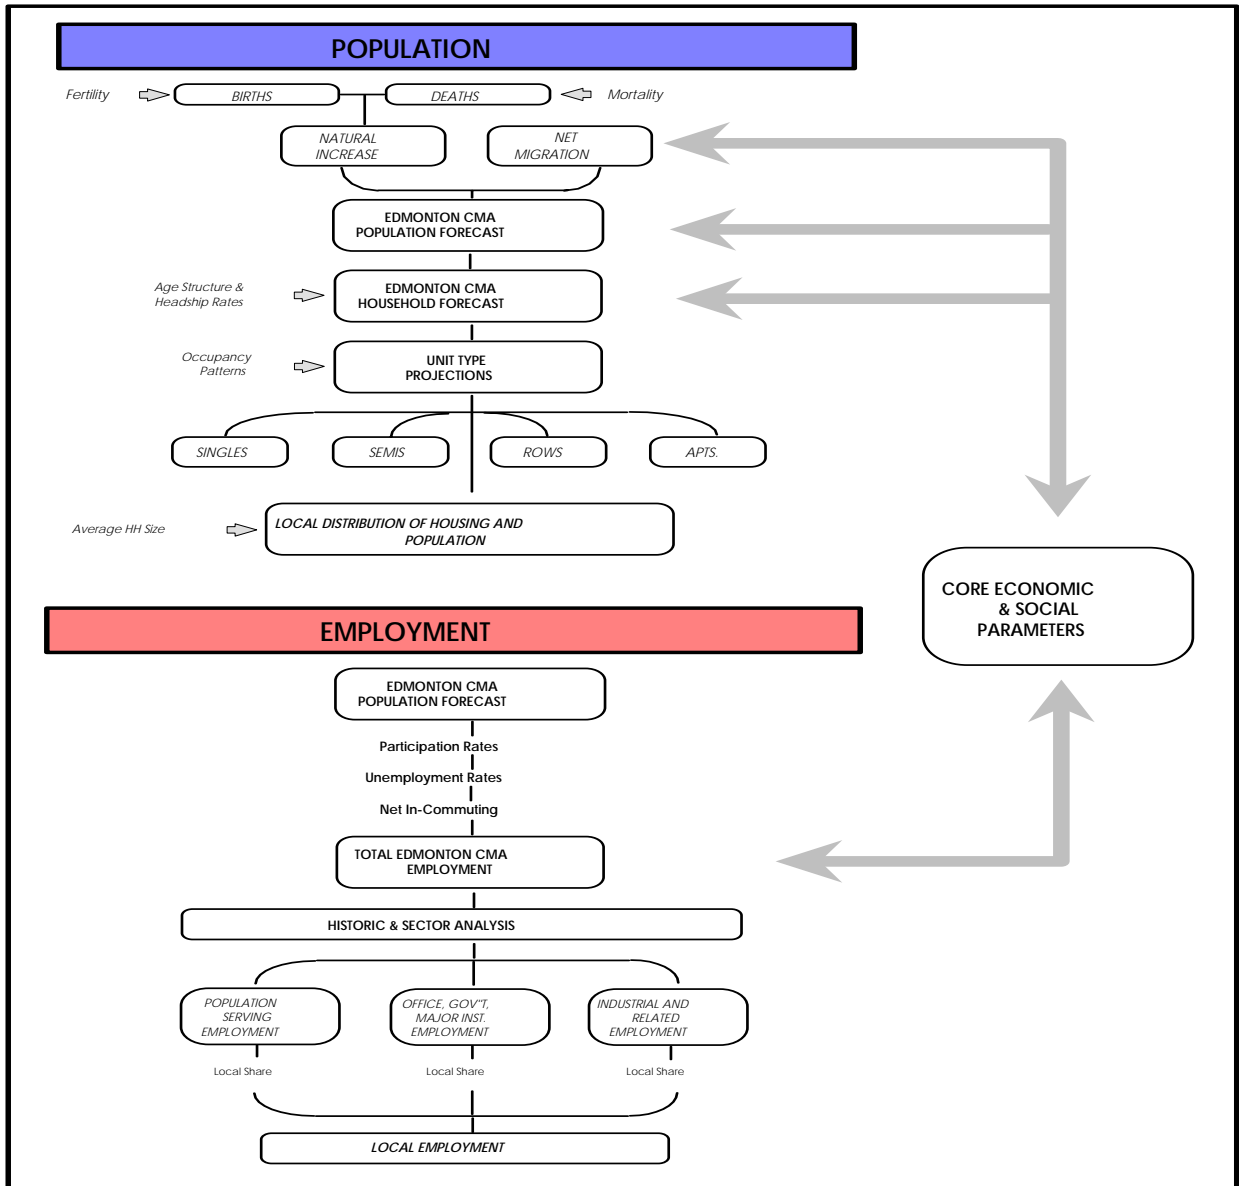 POPULATION
Fertility
BIRTHS
DEATHS
Mortality
NATURAL
INCREASE
NET
MIGRATION
EDMONTON CMA
POPULATION FORECAST
Age Structure &
Headship Rates
EDMONTON CMA
HOUSEHOLD FORECAST
Occupancy
Patterns
UNIT TYPE
PROJECTIONS
SINGLES
SEMIS
ROWS
APTS.
Average HH Size
LOCAL DISTRIBUTION OF HOUSING AND
POPULATION
CORE ECONOMIC
& SOCIAL
PARAMETERS
EMPLOYMENT
EDMONTON CMA
POPULATION FORECAST
Participation Rates
Unemployment Rates
Net In-Commuting
TOTAL EDMONTON CMA
EMPLOYMENT
HISTORIC & SECTOR ANALYSIS
POPULATION
SERVING
EMPLOYMENT
OFFICE, GOV"T,
MAJOR INST.
EMPLOYMENT
INDUSTRIAL AND
RELATED
EMPLOYMENT
Local Share
Local Share
Local Share
LOCAL EMPLOYMENT